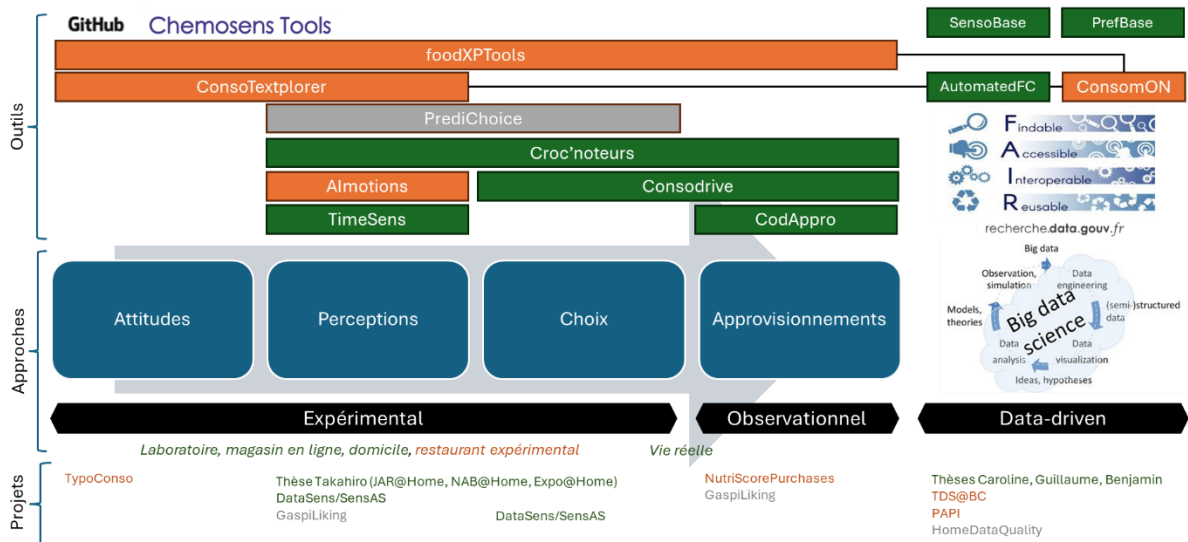 GitHub Chemosens Tools
SensoBase
PrefBase
foodXPTools
ConsoTextplorer
AutomatedFC
ConsomON
PrediChoice
Croc'noteurs
AImotions
Consodrive
TimeSens
CodAppro
Outils
Findable
Accessible
Interoperable
Reusable
recherche.data.gouv.fr
Approches
Attitudes
Perceptions
Choix
Approvisionnements
Big data
Observation,
simulation
Data
engineering
Models,
theories
(semi-)structured
data
Big data
science
Data
analysis
Data
visualization
Ideas, hypotheses
Expérimental
Observationnel
Data-driven
Laboratoire, magasin en ligne, domicile, restaurant expérimental
Vie réelle
Projets
TypoConso
Thèse Takahiro (JAR@Home, NAB@Home, Expo@Home)
DataSens/SensAS
GaspiLiking
DataSens/SensAS
NutriScorePurchases
GaspiLiking
Thèses Caroline, Guillaume, Benjamin
TDS@BC
PAPI
HomeDataQuality